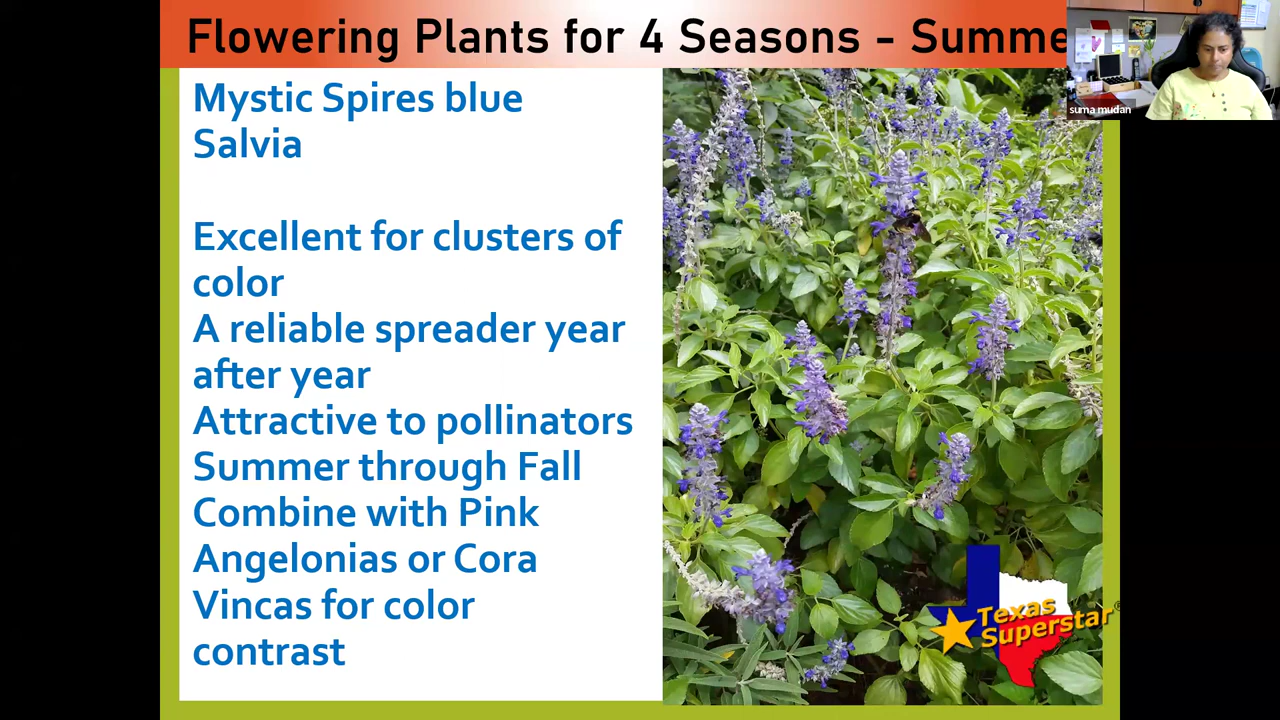 Flowering Plants for 4 Seasons - Summe
suma mudan
Mystic Spires blue
Salvia
Excellent for clusters of
color
A reliable spreader year
after year
Attractive to pollinators
Summer through Fall
Combine with Pink
Angelonias or Cora
Vincas for color
contrast
Texas
Superstar®